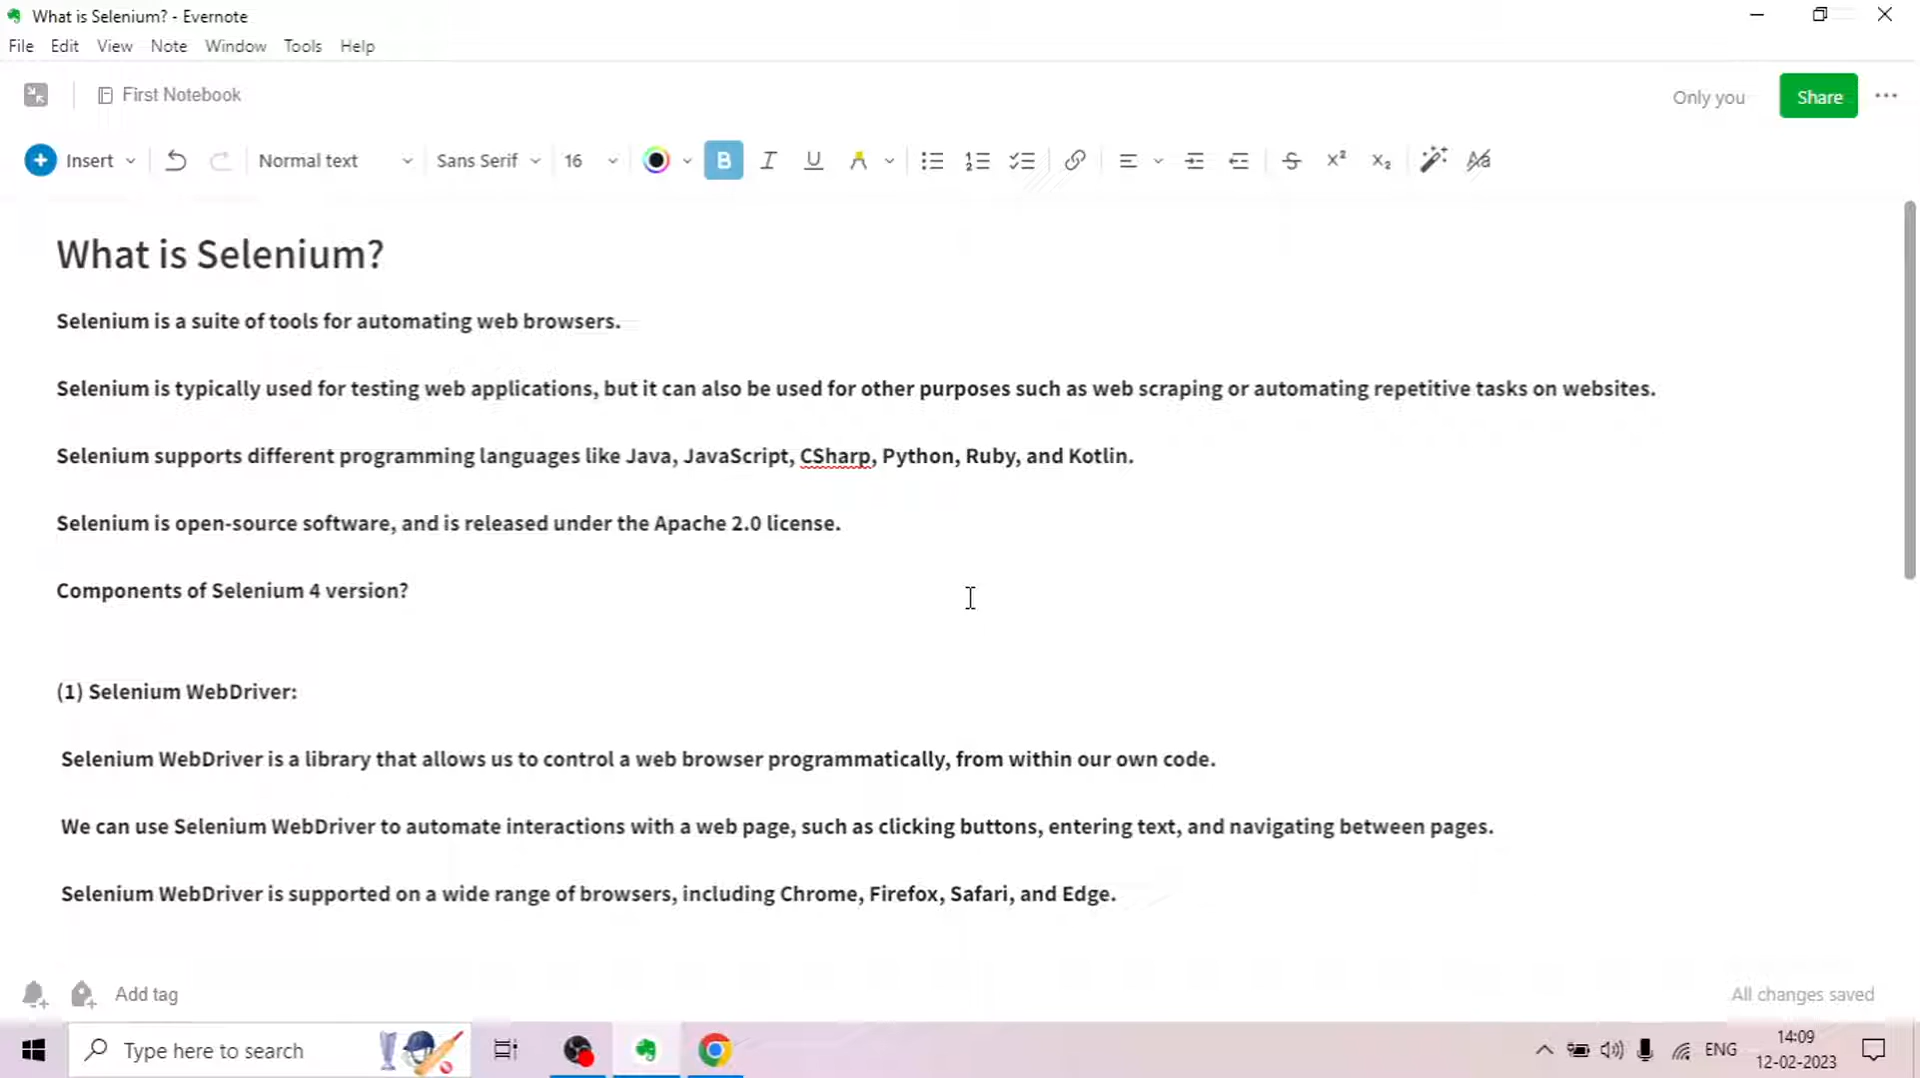 What is Selenium? - Evernote
File Edit View Note Window Tools Help
First Notebook
Only you
Share
Insert
Normal text
Sans Serif
16
B I U
What is Selenium?
Selenium is a suite of tools for automating web browsers.
Selenium is typically used for testing web applications, but it can also be used for other purposes such as web scraping or automating repetitive tasks on websites.
Selenium supports different programming languages like Java, JavaScript, CSharp, Python, Ruby, and Kotlin.
Selenium is open-source software, and is released under the Apache 2.0 license.
Components of Selenium 4 version?
(1) Selenium WebDriver:
Selenium WebDriver is a library that allows us to control a web browser programmatically, from within our own code.
We can use Selenium WebDriver to automate interactions with a web page, such as clicking buttons, entering text, and navigating between pages.
Selenium WebDriver is supported on a wide range of browsers, including Chrome, Firefox, Safari, and Edge.
Add tag
All changes saved
Type here to search
ENG
14:09
12-02-2023